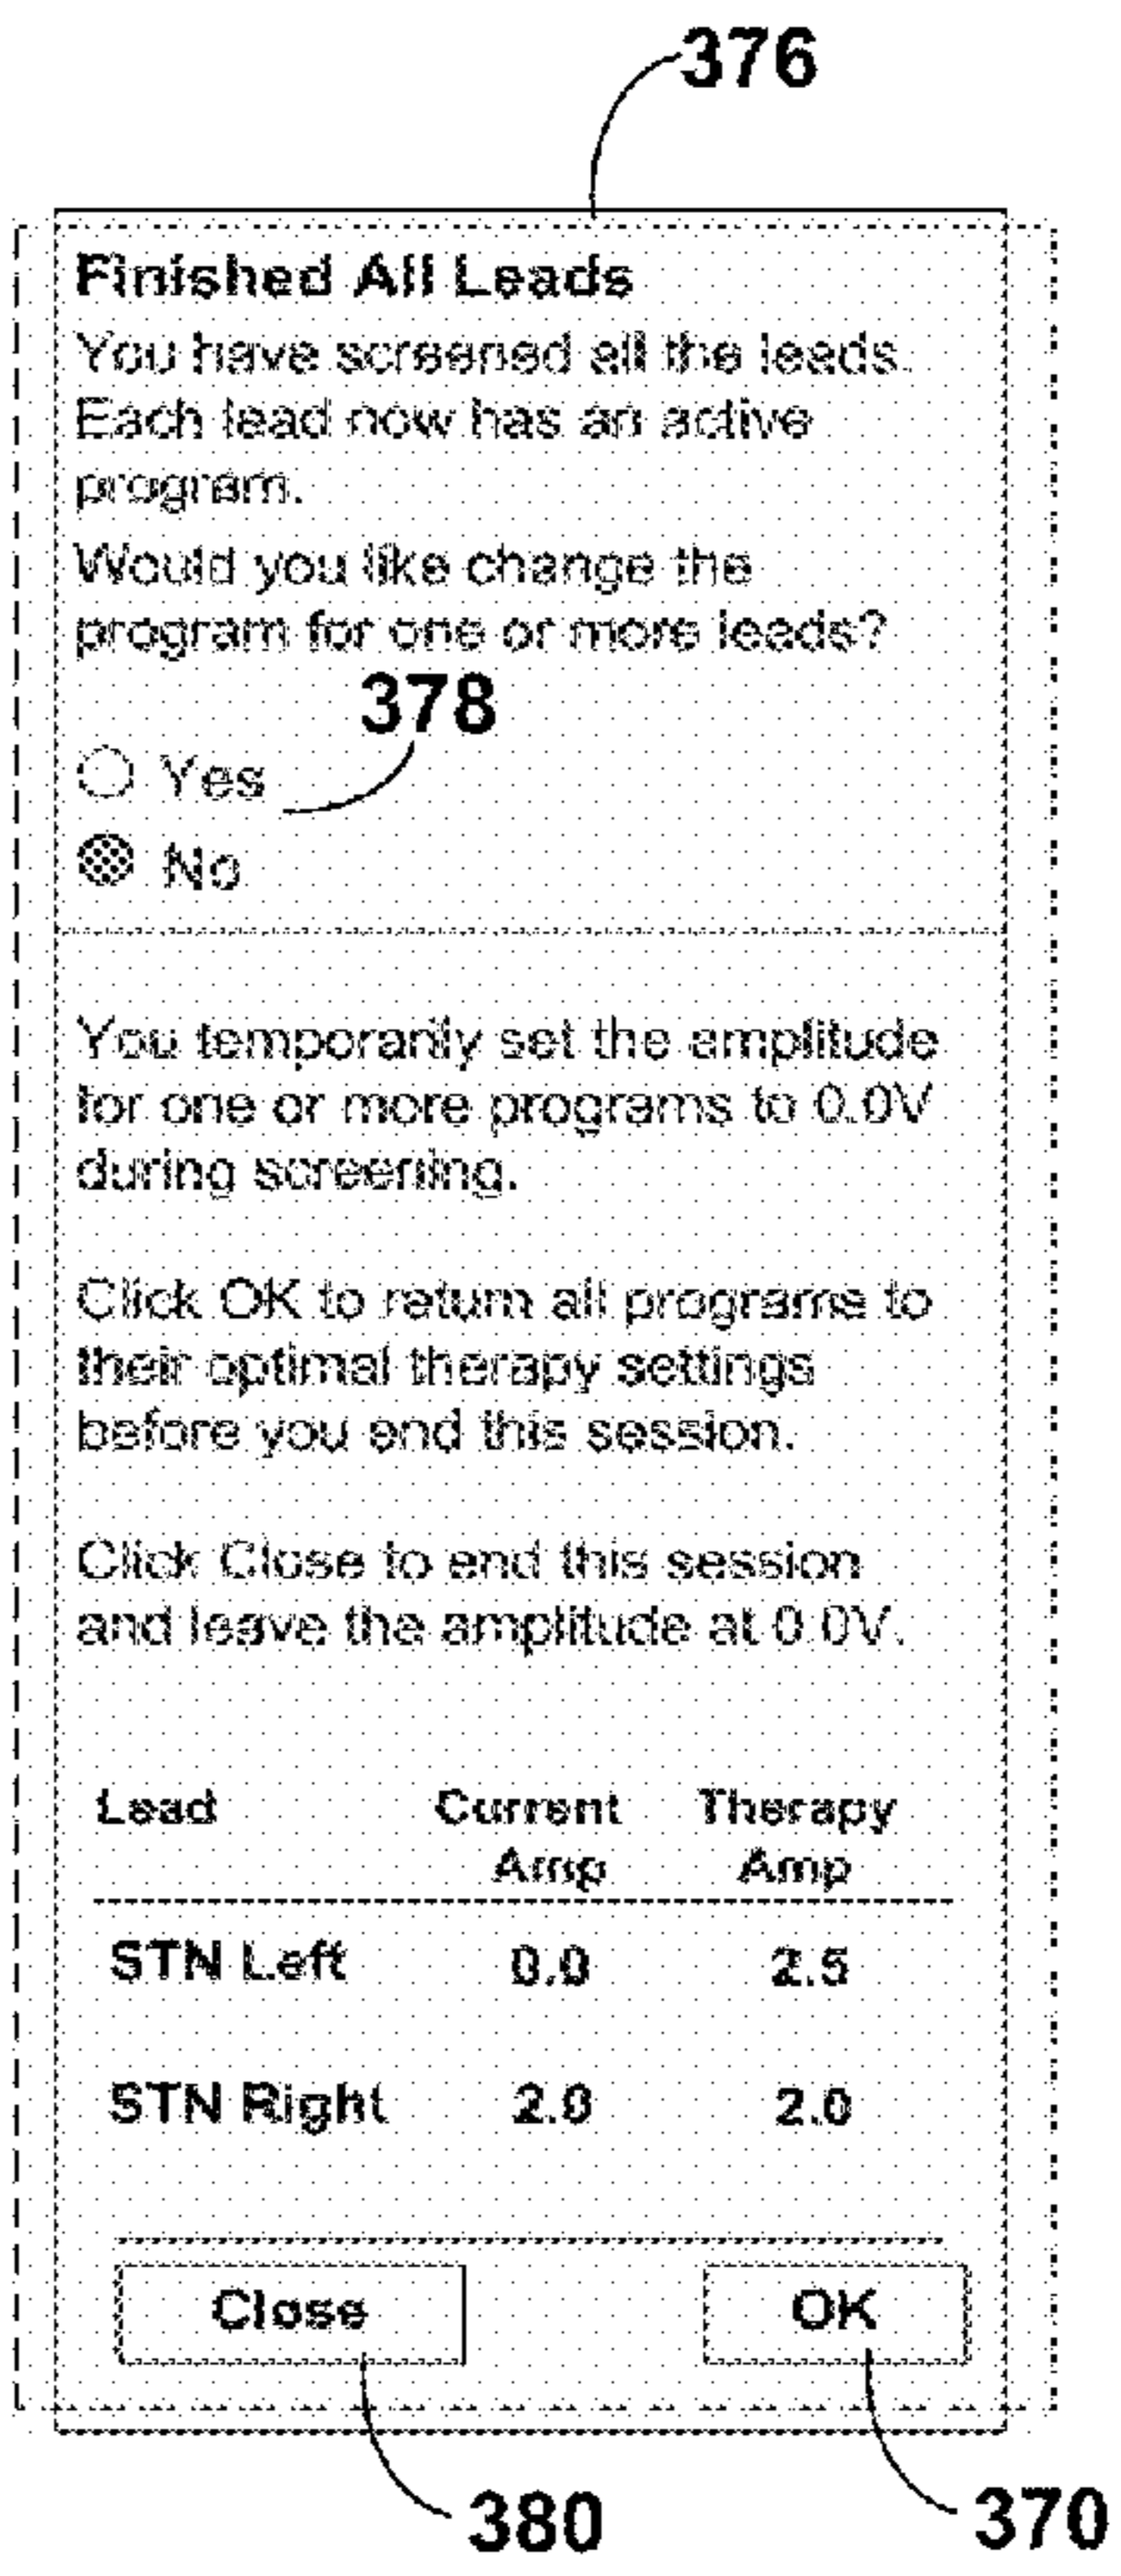 376
Finished All Leads
You have screened all the leads.
Each lead now has an active
program.
Would you like change the
program for one or more leads?
378
Yes
No
You temporarily set the amplitude
for one or more programs to 0.0V
during screening.
Click OK to return all programs to
their optimal therapy settings
before you end this session.
Click Close to end this session
and leave the amplitude at 0.0V.
Lead Current Therapy
Amp Amp
STN Left 0.0 2.5
STN Right 2.0 2.0
Close OK
380 370